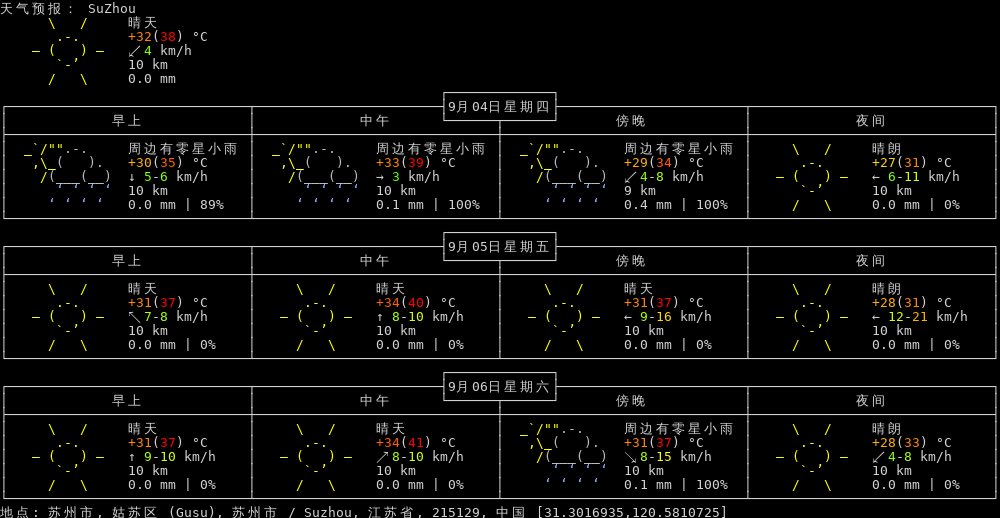 天气预报： SuZhou
晴天
+32(38) °C
↙4 km/h
10 km
0.0 mm
9月04日星期四
早上 中午 傍晚 夜间
周边有零星小雨 周边有零星小雨 周边有零星小雨 晴朗
+30(35) °C +33(39) °C +29(34) °C +27(31) °C
↓ 5-6 km/h → 3 km/h ↙4-8 km/h ← 6-11 km/h
10 km 10 km 9 km 10 km
0.0 mm | 89% 0.1 mm | 100% 0.4 mm | 100% 0.0 mm | 0%
9月05日星期五
早上 中午 傍晚 夜间
晴天 晴天 晴天 晴朗
+31(37) °C +34(40) °C +31(37) °C +28(31) °C
↖7-8 km/h ↑ 8-10 km/h ← 9-16 km/h ← 12-21 km/h
10 km 10 km 10 km 10 km
0.0 mm | 0% 0.0 mm | 0% 0.0 mm | 0% 0.0 mm | 0%
9月06日星期六
早上 中午 傍晚 夜间
晴天 晴天 周边有零星小雨 晴朗
+31(37) °C +34(41) °C +31(37) °C +28(33) °C
↑ 9-10 km/h ↗8-10 km/h ↘8-15 km/h ↙4-8 km/h
10 km 10 km 10 km 10 km
0.0 mm | 0% 0.0 mm | 0% 0.1 mm | 100% 0.0 mm | 0%
地点: 苏州市, 姑苏区 (Gusu), 苏州市 / Suzhou, 江苏省, 215129, 中国 [31.3016935,120.5810725]